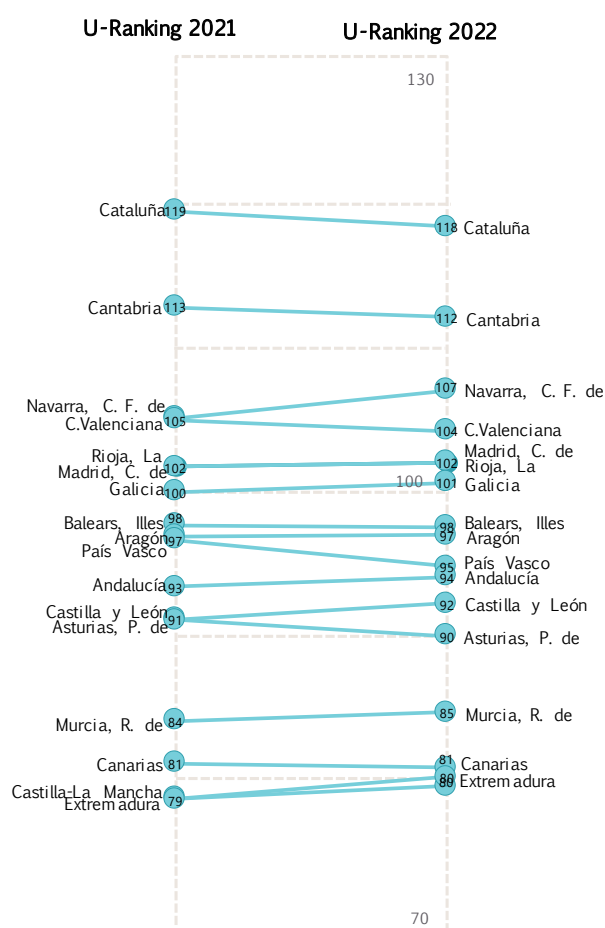 U-Ranking 2021
U-Ranking 2022
130
Cataluña 119
118 Cataluña
Cantabria 113
112 Cantabria
107 Navarra, C. F. de
Navarra, C. F. de
C.Valenciana 105
104 C.Valenciana
Rioja, La
Madrid, C. de 102
102 Madrid, C. de
Rioja, La
Galicia 100
100
101 Galicia
Balears, Illes 98
98 Balears, Illes
Aragón 97
97 Aragón
País Vasco
95 País Vasco
Andalucía 93
94 Andalucía
Castilla y León 91
92 Castilla y León
Asturias, P. de
90 Asturias, P. de
Murcia, R. de 84
85 Murcia, R. de
Canarias 81
81 Canarias
Castilla-La Mancha
Extremadura 79
80
80 Extremadura
70